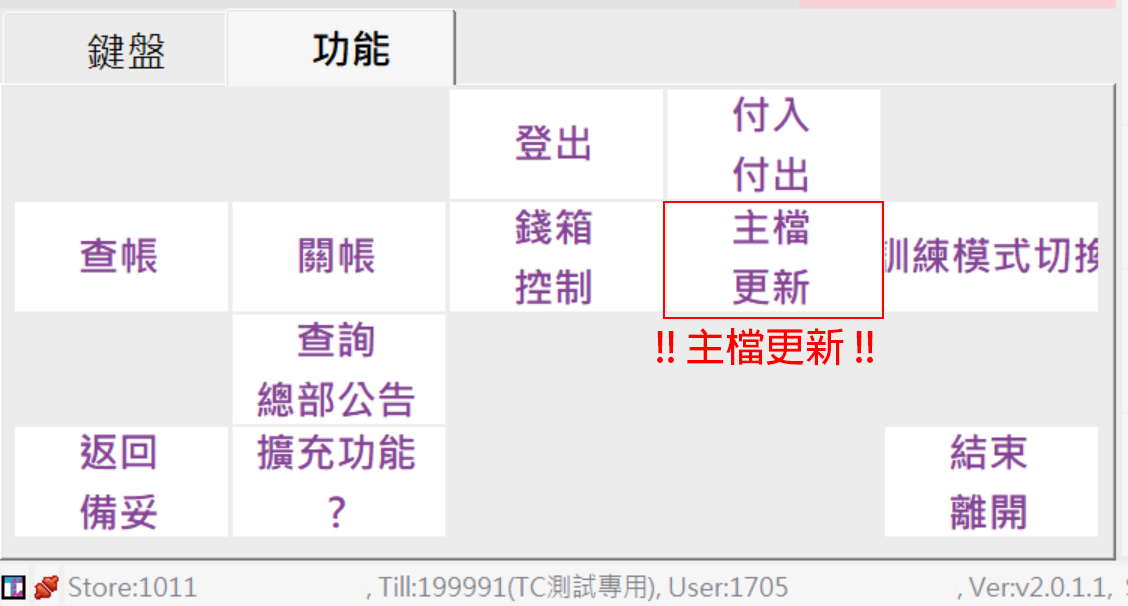 鍵盤
功能
登出
付入
付出
查帳
關帳
錢箱
控制
主檔
更新
訓練模式切換
!! 主檔更新 !!
查詢
總部公告
返回
備妥
擴充功能
?
結束
離開
Store:1011 , Till:199991(TC測試專用), User:1705 , Ver:v2.0.1.1,